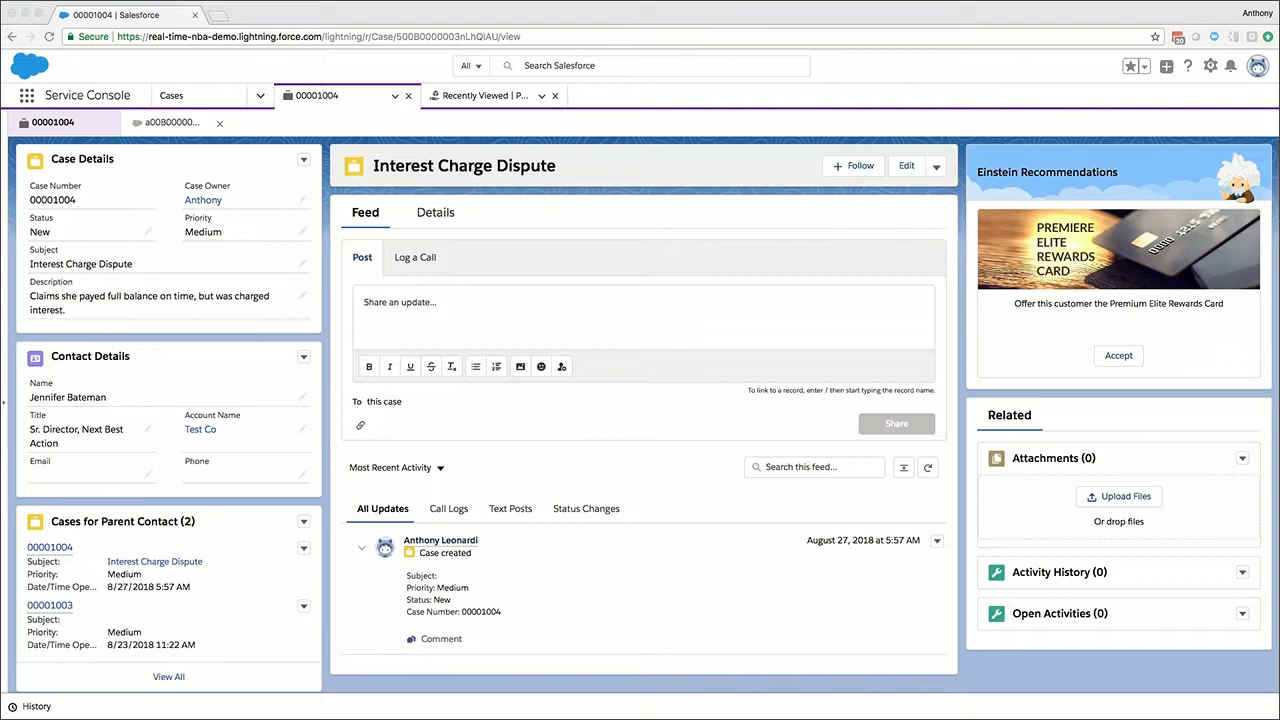 00001004 | Salesforce
Anthony
Secure | https://real-time-nba-demo.lightning.force.com/lightning/r/Case/500B0000003nLhQIAU/view
All
Search Salesforce
Service Console
Cases
00001004
Recently Viewed | P...
00001004
a00B00000...
Case Details
Case Number
Case Owner
00001004
Anthony
Status
Priority
New
Medium
Subject
Interest Charge Dispute
Description
Claims she payed full balance on time, but was charged
interest.
Contact Details
Name
Jennifer Bateman
Title
Account Name
Sr. Director, Next Best
Action
Test Co
Email
Phone
Cases for Parent Contact (2)
00001004
Subject:
Interest Charge Dispute
Priority:
Medium
Date/Time Ope...
8/27/2018 5:57 AM
00001003
Subject:
Priority:
Medium
Date/Time Ope...
8/23/2018 11:22 AM
View All
Interest Charge Dispute
+ Follow
Edit
Feed
Details
Post
Log a Call
Share an update...
B I U S Tx
To link to a record, enter / then start typing the record name.
To this case
Share
Most Recent Activity
Search this feed...
All Updates
Call Logs
Text Posts
Status Changes
Anthony Leonardi
August 27, 2018 at 5:57 AM
Case created
Subject:
Priority: Medium
Status: New
Case Number: 00001004
Comment
Einstein Recommendations
PREMIERE
ELITE
REWARDS
CARD
Offer this customer the Premium Elite Rewards Card
Accept
Related
Attachments (0)
Upload Files
Or drop files
Activity History (0)
Open Activities (0)
History